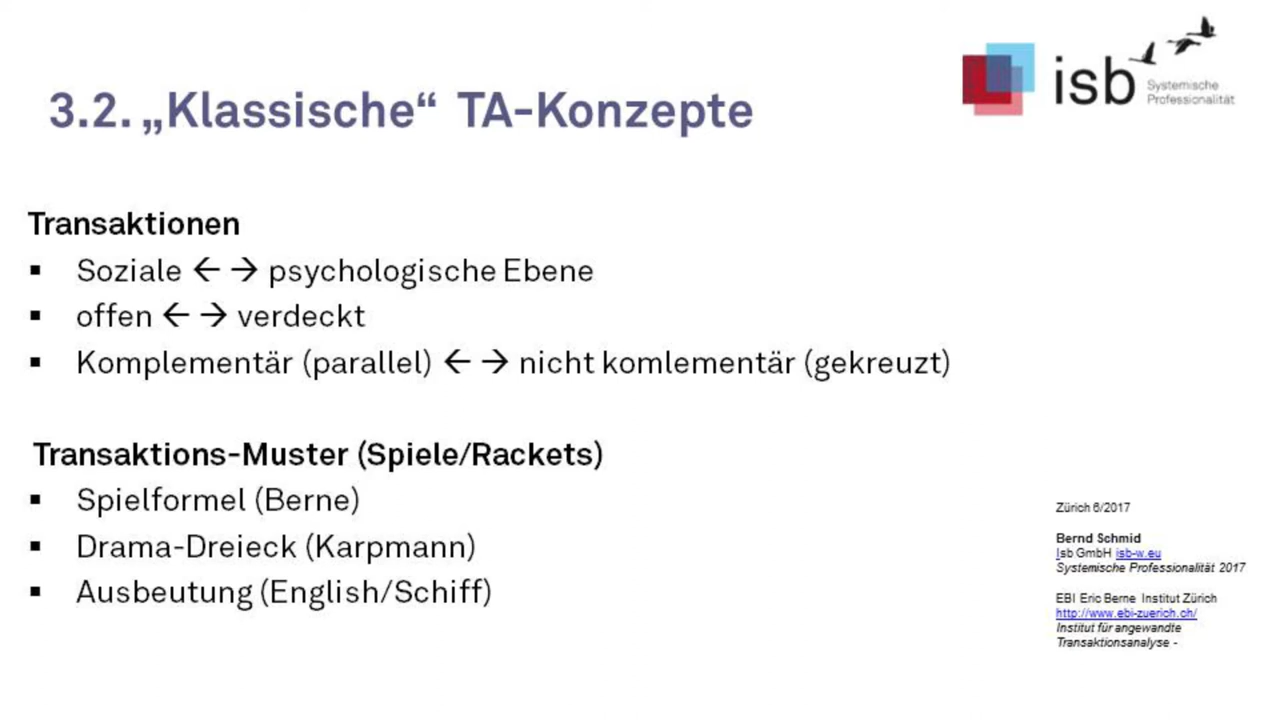 3.2. „Klassische“ TA-Konzepte
isb
Systemische
Professionalität
Transaktionen
▪ Soziale ← → psychologische Ebene
▪ offen ← → verdeckt
▪ Komplementär (parallel) ← → nicht komlementär (gekreuzt)
Transaktions-Muster (Spiele/Rackets)
▪ Spielformel (Berne)
▪ Drama-Dreieck (Karpmann)
▪ Ausbeutung (English/Schiff)
Zürich 6/2017
Bernd Schmid
Isb GmbH isb-w.eu
Systemische Professionalität 2017
EBI Eric Berne Institut Zürich
http://www.ebi-zuerich.ch/
Institut für angewandte
Transaktionsanalyse -